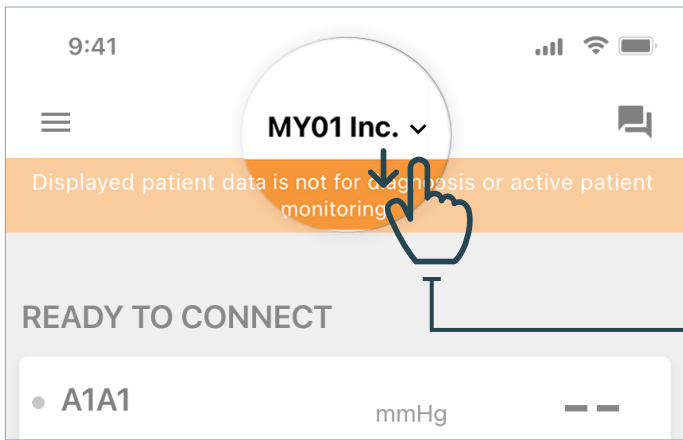 9:41
MY01 Inc.
Displayed patient data is not for diagnosis or active patient
monitoring
READY TO CONNECT
A1A1
mmHg
– –